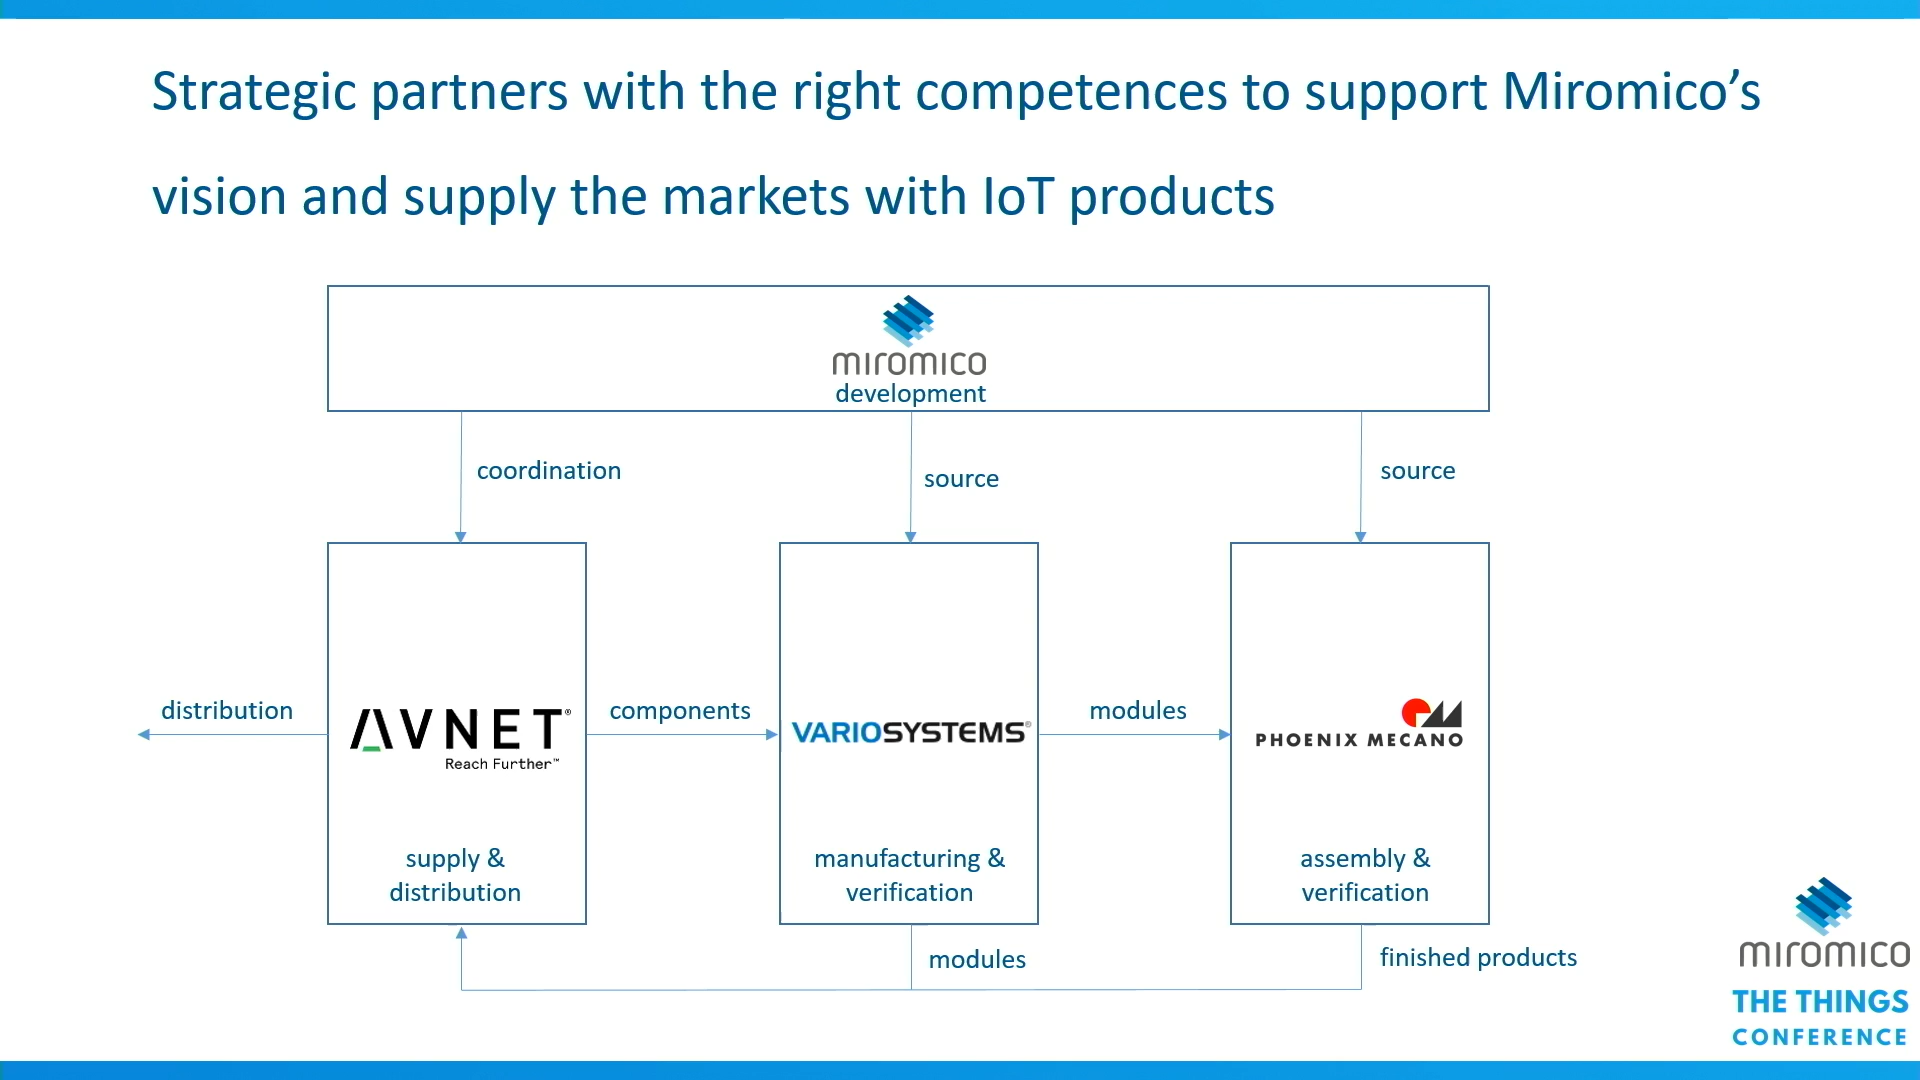 Strategic partners with the right competences to support Miromico’s
vision and supply the markets with IoT products
miromico
development
coordination
source
source
distribution
AVNET®
Reach Further™
components
VARIOSYSTEMS®
modules
PHOENIX MECANO
supply &
distribution
manufacturing &
verification
assembly &
verification
modules
finished products
miromico
THE THINGS
CONFERENCE